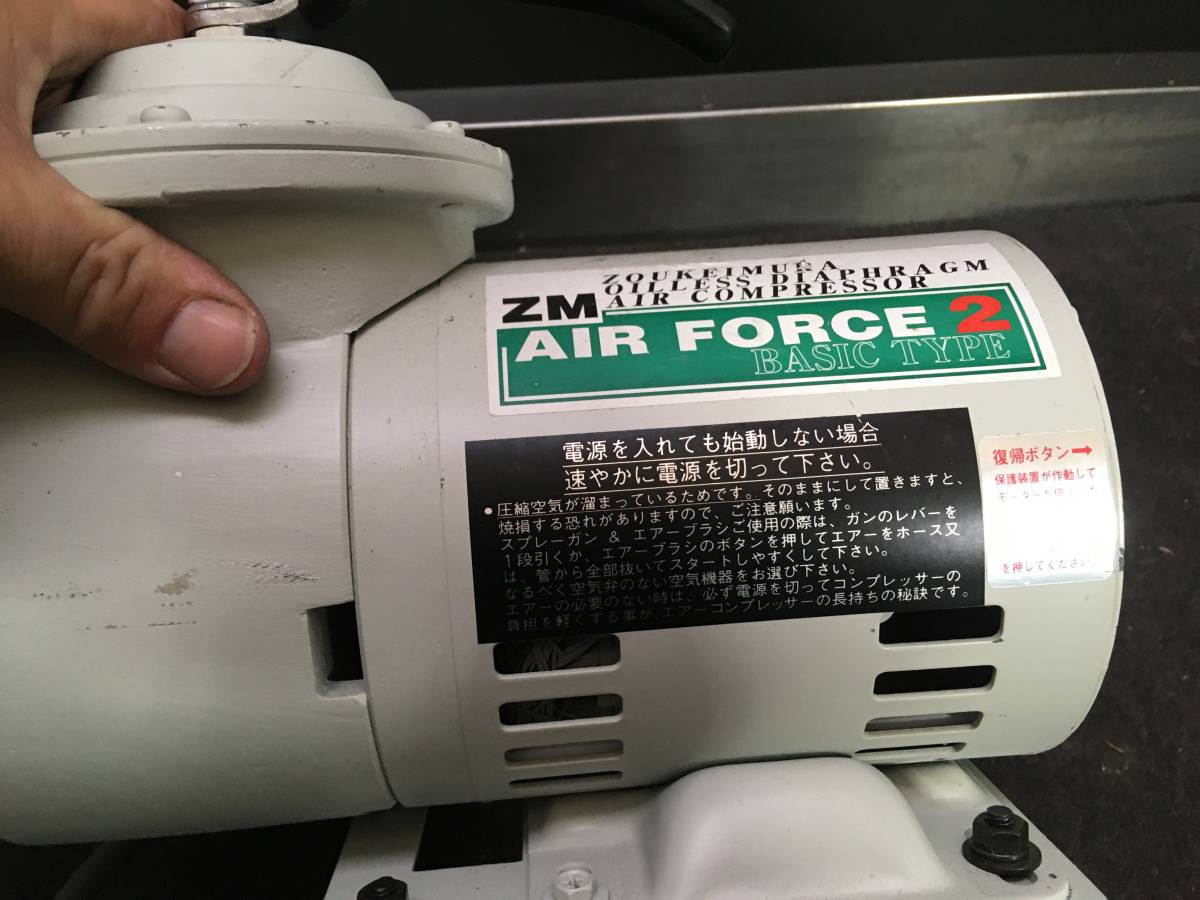 ZOUKEIMURA
OILLESS DIAPHRAGM
ZM AIR COMPRESSOR
AIR FORCE 2
BASIC TYPE
電源を入れても始動しない場合
速やかに電源を切って下さい。
●圧縮空気が溜まっているためです。そのままにして置きますと、
焼損する恐れがありますので、ご注意願います。
スプレーガン & エアーブラシご使用の際は、ガンのレバーを
1段引くか、エアーブラシのボタンを押してエアーをホース又
は、管から全部抜いてスタートしやすくして下さい。
なるべく空気弁のない空気機器をお選び下さい。
エアーの必要のない時は、必ず電源を切ってコンプレッサーの
負担を軽くする事が、エアーコンプレッサーの長持ちの秘訣です。
復帰ボタン→
保護装置が作動して
モーターが
を押してください。